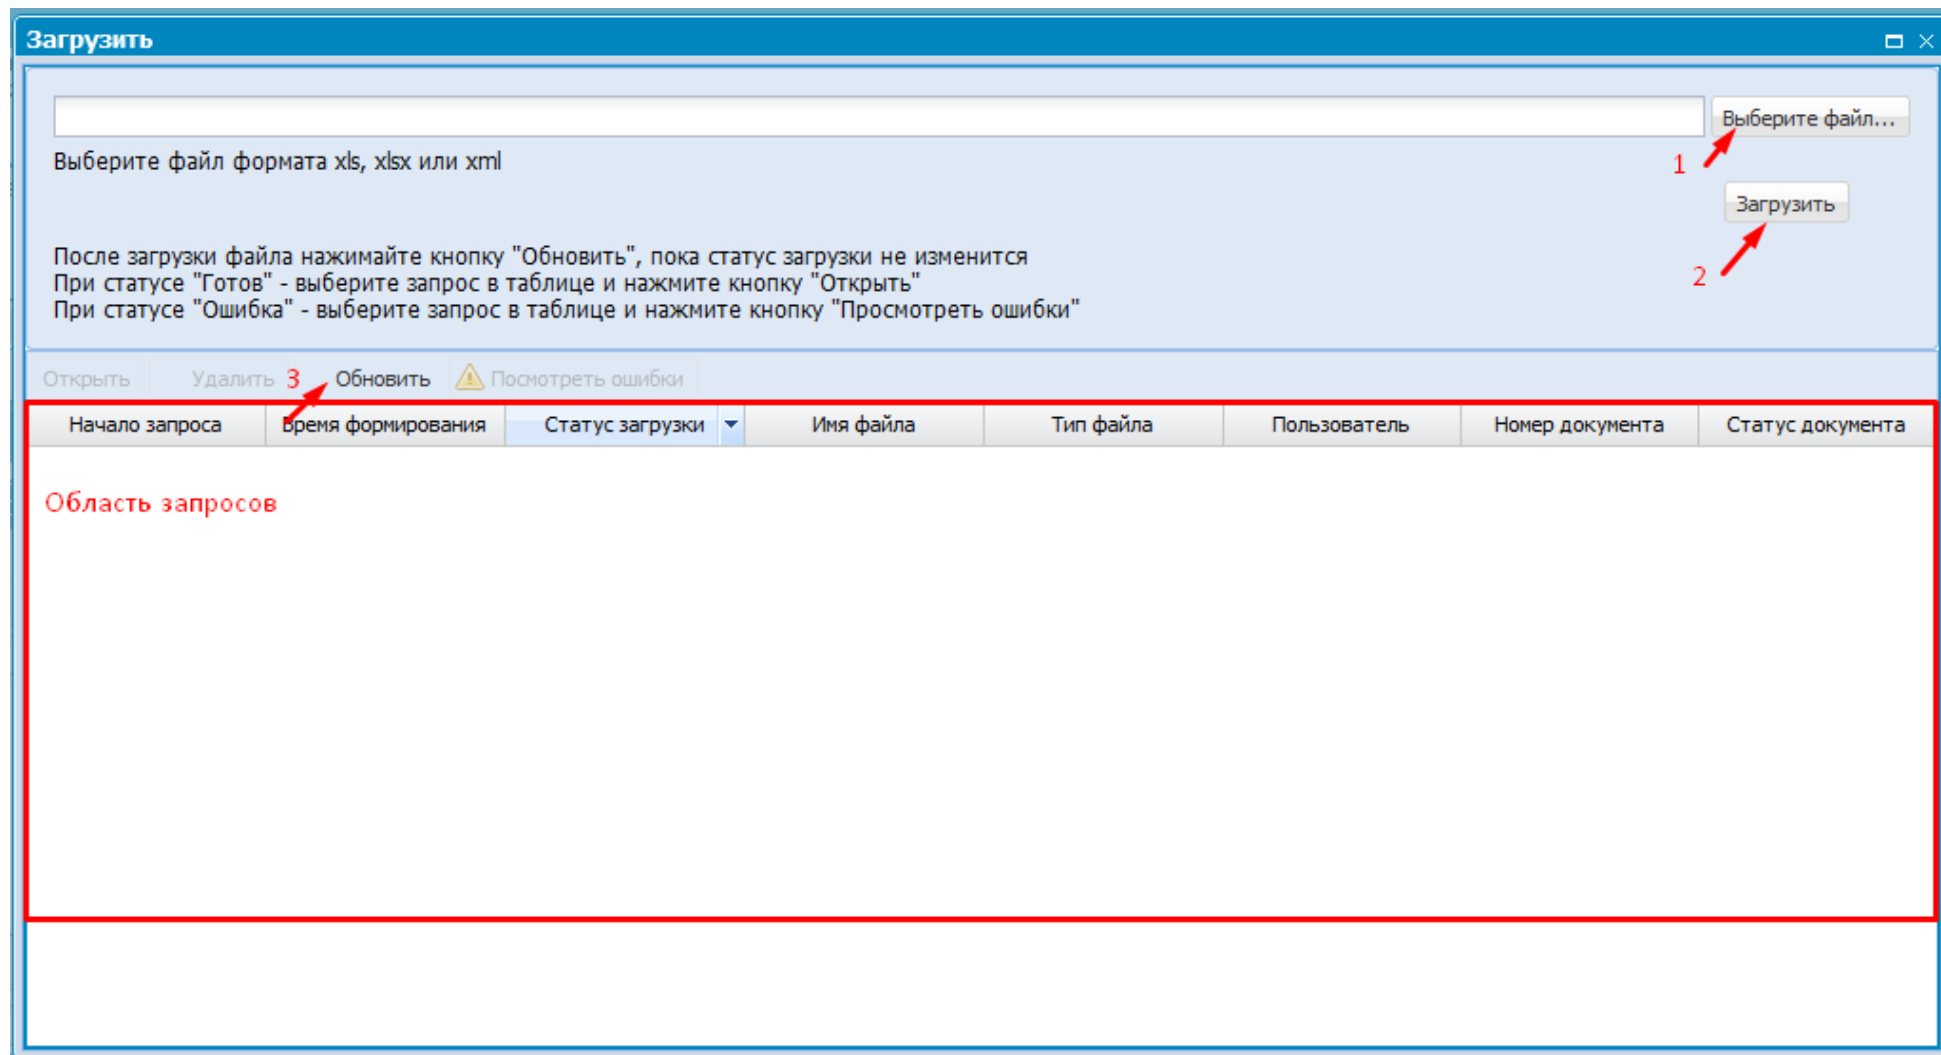 Загрузить
Выберите файл...
Выберите файл формата xls, xlsx или xml
1
Загрузить
После загрузки файла нажимайте кнопку "Обновить", пока статус загрузки не изменится
При статусе "Готов" - выберите запрос в таблице и нажмите кнопку "Открыть"
2
При статусе "Ошибка" - выберите запрос в таблице и нажмите кнопку "Просмотреть ошибки"
Открыть Удалить 3 Обновить Посмотреть ошибки
Начало запроса Время формирования Статус загрузки Имя файла Тип файла Пользователь Номер документа Статус документа
Область запросов